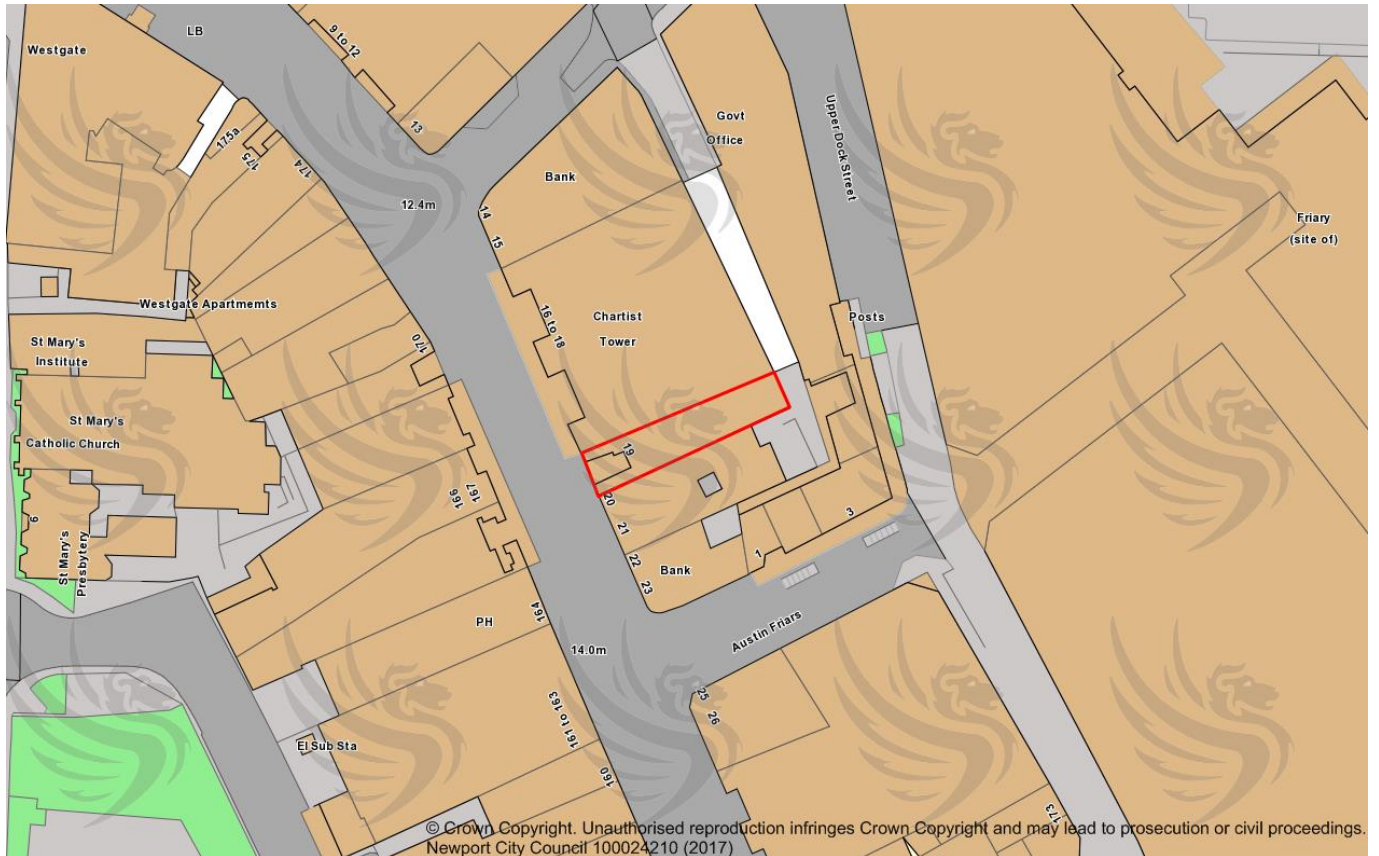 Westgate
LB
9 to 12
13
175a
175
174
Govt
Office
Upper Dock Street
Bank
12.4m
14
15
Friary
(site of)
Westgate Apartmemts
16 to 18
Chartist
Tower
Posts
St Mary's
Institute
170
St Mary's
Catholic Church
19
167
166
20
21
22
23
9
St Mary's
Presbytery
Bank
1
3
164
PH
14.0m
Austin Friars
25
26
161 to 163
El Sub Sta
160
173
© Crown Copyright. Unauthorised reproduction infringes Crown Copyright and may lead to prosecution or civil proceedings.
Newport City Council 100024210 (2017)